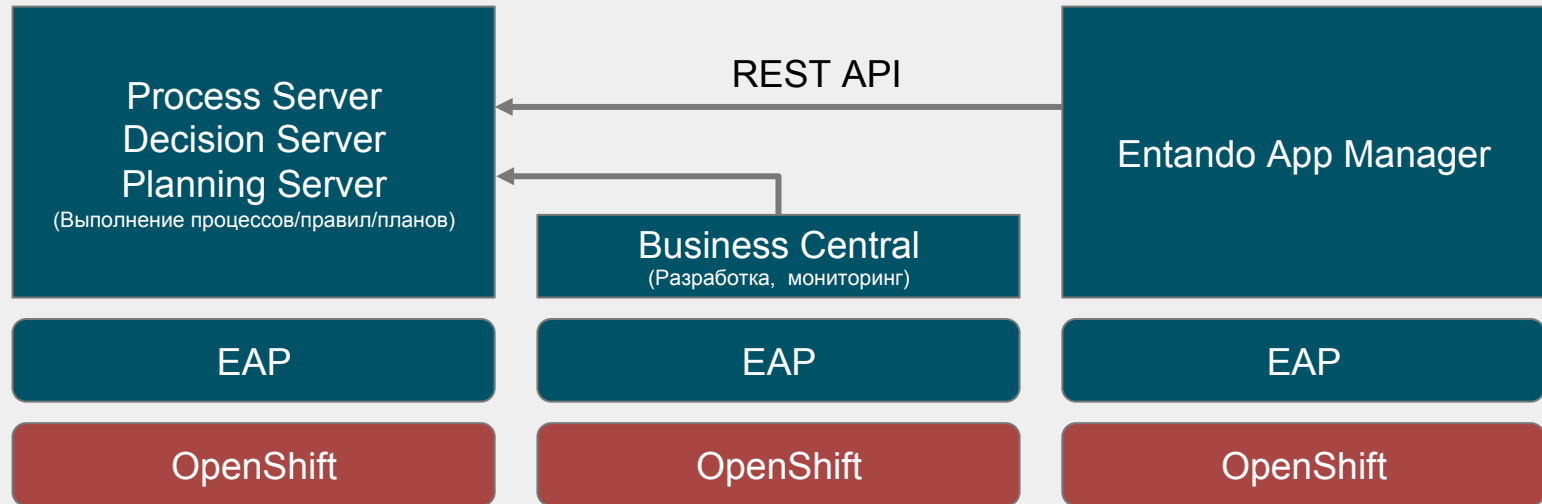 Process Server
Decision Server
Planning Server
(Выполнение процессов/правил/планов)
REST API
Business Central
(Разработка, мониторинг)
Entando App Manager
EAP
EAP
EAP
OpenShift
OpenShift
OpenShift